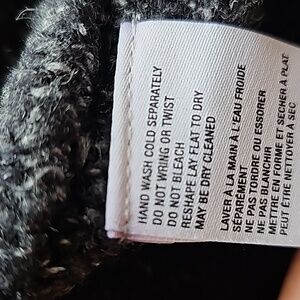 HAND WASH COLD SEPARATELY
DO NOT WRING OR TWIST
DO NOT BLEACH
RESHAPE LAY FLAT TO DRY
MAY BE DRY CLEANED
LAVER À LA MAIN À L'EAU FROIDE
SÉPARÉMENT
NE PAS TORDRE OU ESSORER
NE PAS BLANCHIR
METTRE EN FORME ET SÉCHER À PLAT
PEUT ÊTRE NETTOYER À SEC